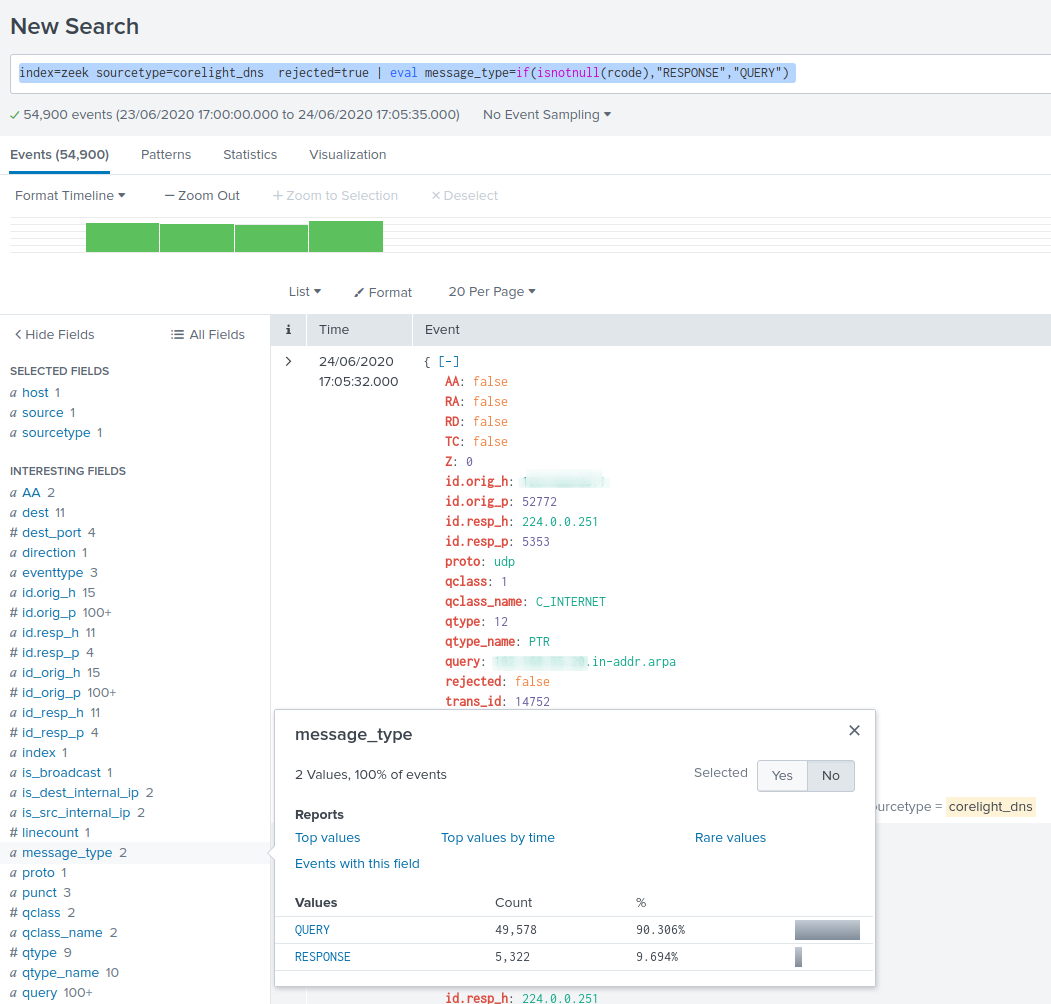 New Search
index=zeek sourcetype=corelight_dns  rejected=true | eval message_type=if(isnotnull(rcode),"RESPONSE","QUERY")
✓ 54,900 events (23/06/2020 17:00:00.000 to 24/06/2020 17:05:35.000) No Event Sampling
Events (54,900) Patterns Statistics Visualization
Format Timeline — Zoom Out + Zoom to Selection × Deselect
List Format 20 Per Page
Hide Fields All Fields
i Time Event
SELECTED FIELDS
a host 1
a source 1
a sourcetype 1
INTERESTING FIELDS
a AA 2
a dest 11
# dest_port 4
a direction 1
a eventtype 3
a id.orig_h 15
# id.orig_p 100+
a id.resp_h 11
# id.resp_p 4
a id_orig_h 15
# id_orig_p 100+
a id_resp_h 11
# id_resp_p 4
a index 1
a is_broadcast 1
a is_dest_internal_ip 2
a is_src_internal_ip 2
# linecount 1
a message_type 2
a proto 1
a punct 3
# qclass 2
a qclass_name 2
# qtype 9
a qtype_name 10
a query 100+
24/06/2020
17:05:32.000
{ [-]
AA: false
RA: false
RD: false
TC: false
Z: 0
id.orig_h:
id.orig_p: 52772
id.resp_h: 224.0.0.251
id.resp_p: 5353
proto: udp
qclass: 1
qclass_name: C_INTERNET
qtype: 12
qtype_name: PTR
query: .in-addr.arpa
rejected: false
trans_id: 14752
message_type
2 Values, 100% of events Selected Yes No
Reports
Top values Top values by time Rare values
Events with this field
Values Count %
QUERY 49,578 90.306%
RESPONSE 5,322 9.694%
ourcetype = corelight_dns
id.resp_h: 224.0.0.251